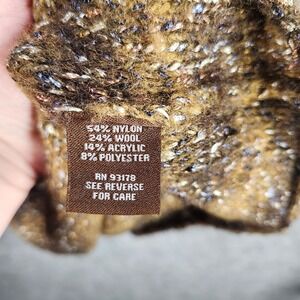 54% NYLON
24% WOOL
14% ACRYLIC
8% POLYESTER
RN 93178
SEE REVERSE
FOR CARE